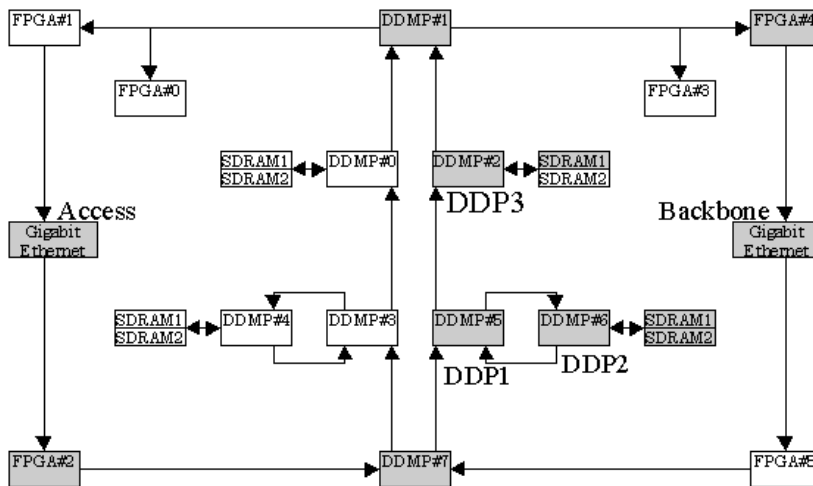 FPGA#1
DDMP#1
FPGA#4
FPGA#0
FPGA#3
SDRAM1
SDRAM2
DDMP#0
DDMP#2
SDRAM1
SDRAM2
DDP3
Access
Backbone
Gigabit
Ethernet
Gigabit
Ethernet
SDRAM1
SDRAM2
DDMP#4
DDMP#3
DDMP#5
DDMP#6
SDRAM1
SDRAM2
DDP1
DDP2
FPGA#2
DDMP#7
FPGA#5